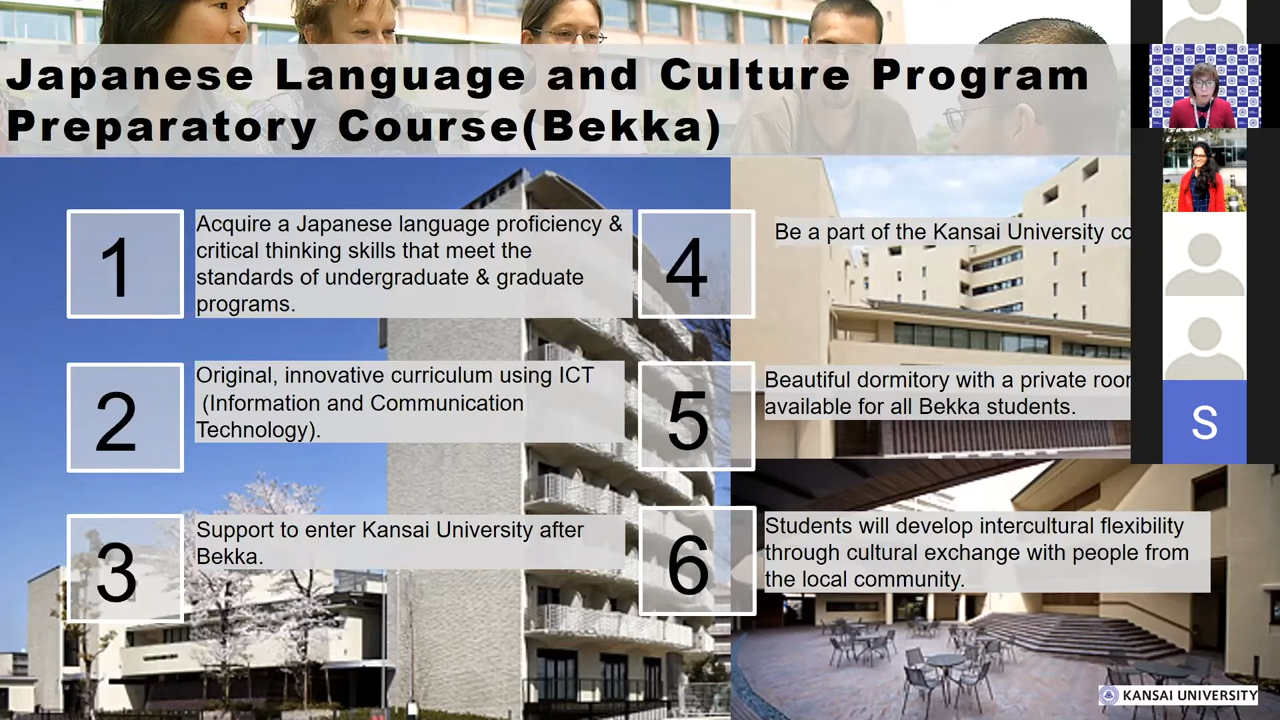 Japanese Language and Culture Program
Preparatory Course(Bekka)
1
Acquire a Japanese language proficiency &
critical thinking skills that meet the
standards of undergraduate & graduate
programs.
2
Original, innovative curriculum using ICT
(Information and Communication
Technology).
3
Support to enter Kansai University after
Bekka.
4
Be a part of the Kansai University co
5
Beautiful dormitory with a private roor
available for all Bekka students.
6
Students will develop intercultural flexibility
through cultural exchange with people from
the local community.
S
KANSAI UNIVERSITY